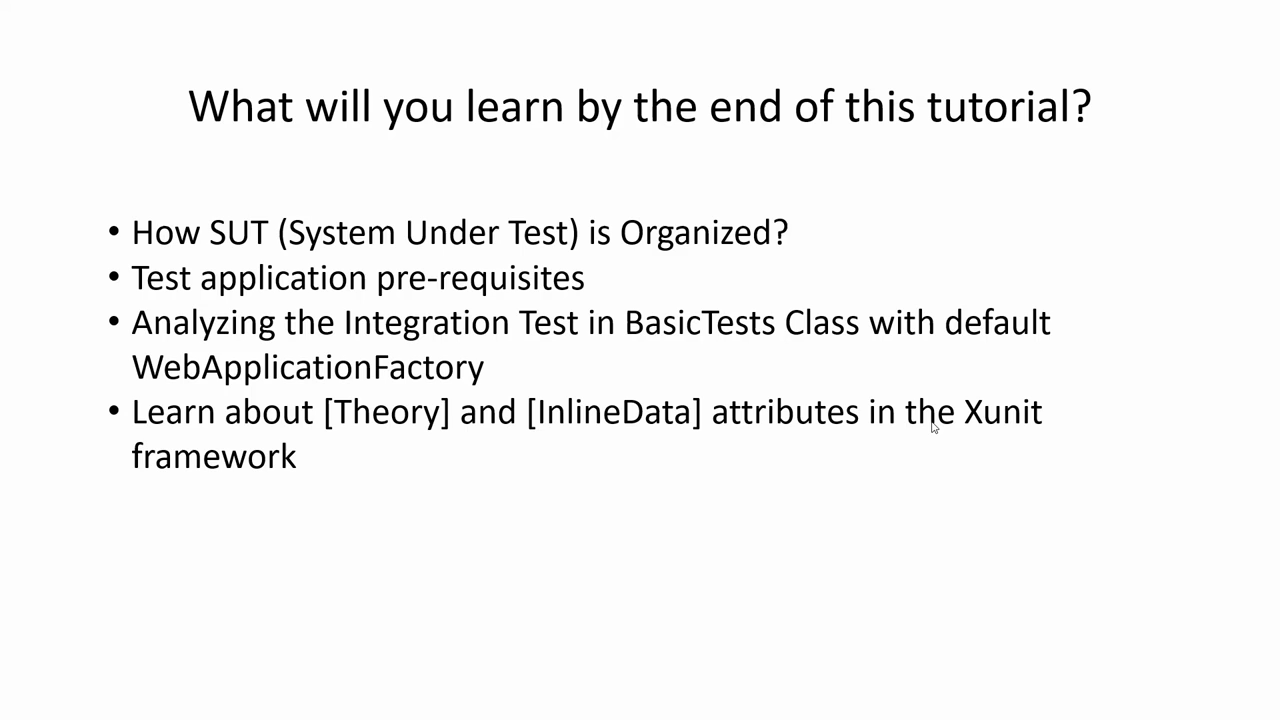 What will you learn by the end of this tutorial?
• How SUT (System Under Test) is Organized?
• Test application pre-requisites
• Analyzing the Integration Test in BasicTests Class with default
WebApplicationFactory
• Learn about [Theory] and [InlineData] attributes in the Xunit
framework